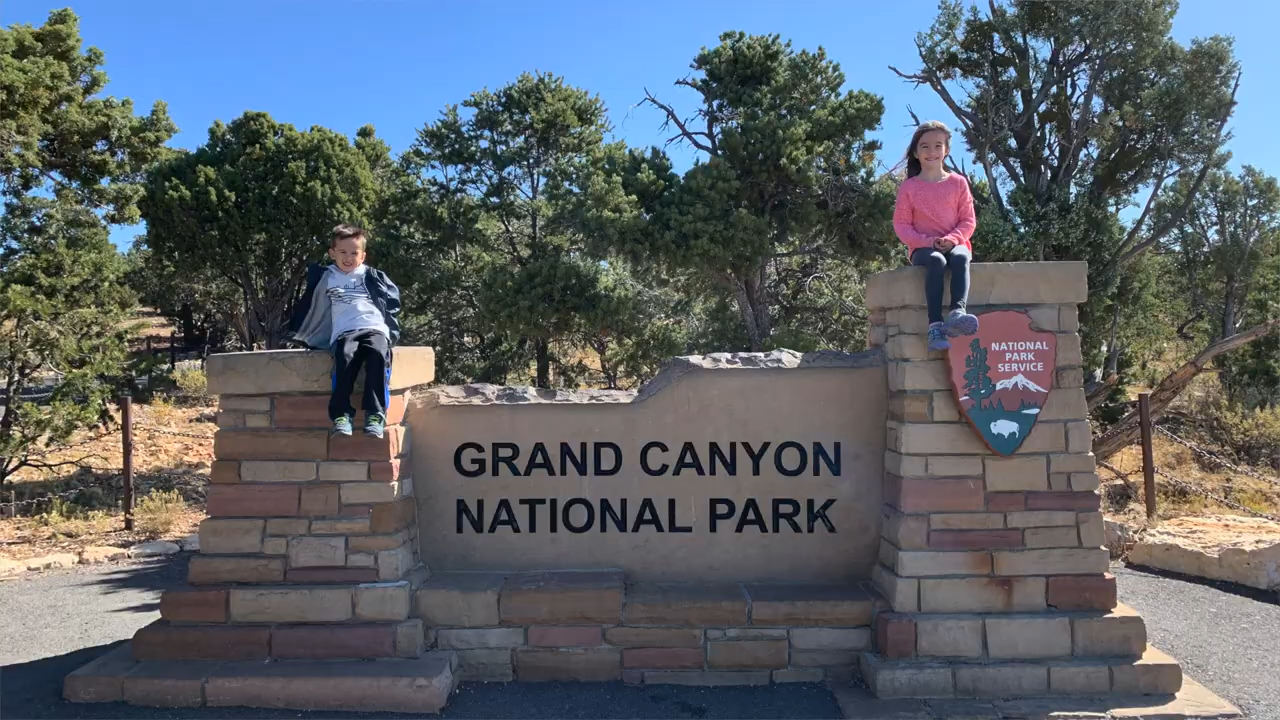 GRAND CANYON
NATIONAL PARK
NATIONAL
PARK
SERVICE